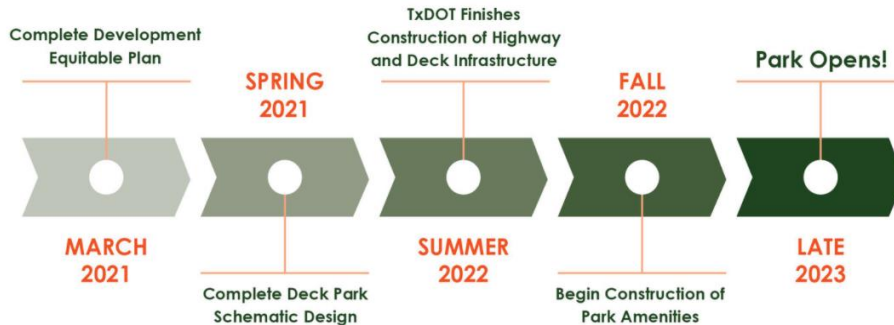 Complete Development
Equitable Plan
MARCH
2021
SPRING
2021
Complete Deck Park
Schematic Design
TxDOT Finishes
Construction of Highway
and Deck Infrastructure
SUMMER
2022
FALL
2022
Begin Construction of
Park Amenities
Park Opens!
LATE
2023